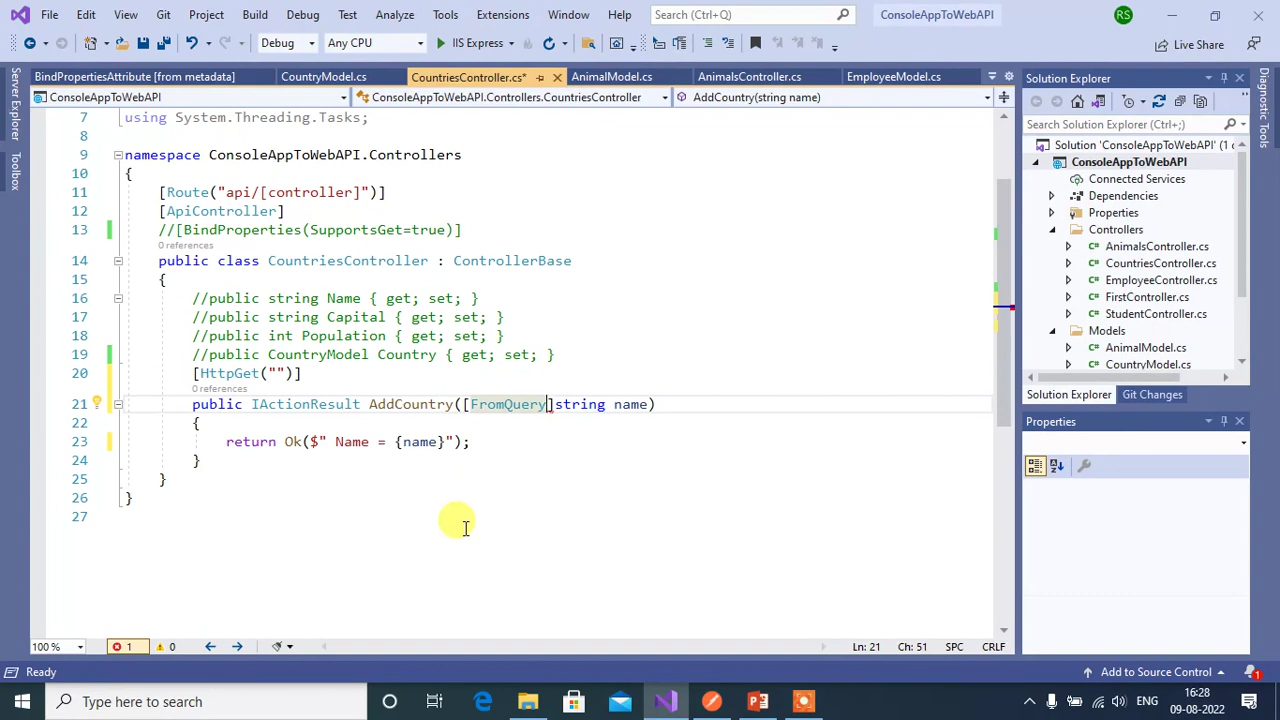 File Edit View Git Project Build Debug Test Analyze Tools Extensions Window Help Search (Ctrl+Q) ConsoleAppToWebAPI RS
Debug Any CPU IIS Express Live Share
BindPropertiesAttribute [from metadata] CountryModel.cs CountriesController.cs* AnimalModel.cs AnimalsController.cs EmployeeModel.cs
ConsoleAppToWebAPI ConsoleAppToWebAPI.Controllers.CountriesController AddCountry(string name)
Server Explorer
Toolbox
7 using System.Threading.Tasks;
8
9 namespace ConsoleAppToWebAPI.Controllers
10 {
11 [Route("api/[controller]")]
12 [ApiController]
13 //[BindProperties(SupportsGet=true)]
0 references
14 public class CountriesController : ControllerBase
15 {
16 //public string Name { get; set; }
17 //public string Capital { get; set; }
18 //public int Population { get; set; }
19 //public CountryModel Country { get; set; }
20 [HttpGet("")]
0 references
21 public IActionResult AddCountry([FromQuery]string name)
22 {
23 return Ok($" Name = {name}");
24 }
25 }
26 }
27
100 % 1 0 Ln: 21 Ch: 51 SPC CRLF
Solution Explorer
Search Solution Explorer (Ctrl+;)
Solution 'ConsoleAppToWebAPI' (1 o
ConsoleAppToWebAPI
Connected Services
Dependencies
Properties
Controllers
C# AnimalsController.cs
C# CountriesController.cs
C# EmployeeController.cs
C# FirstController.cs
C# StudentController.cs
Models
C# AnimalModel.cs
C# CountryModel.cs
Solution Explorer Git Changes
Properties
Diagnostic Tools
Ready Add to Source Control 1
Type here to search ENG 16:28
09-08-2022